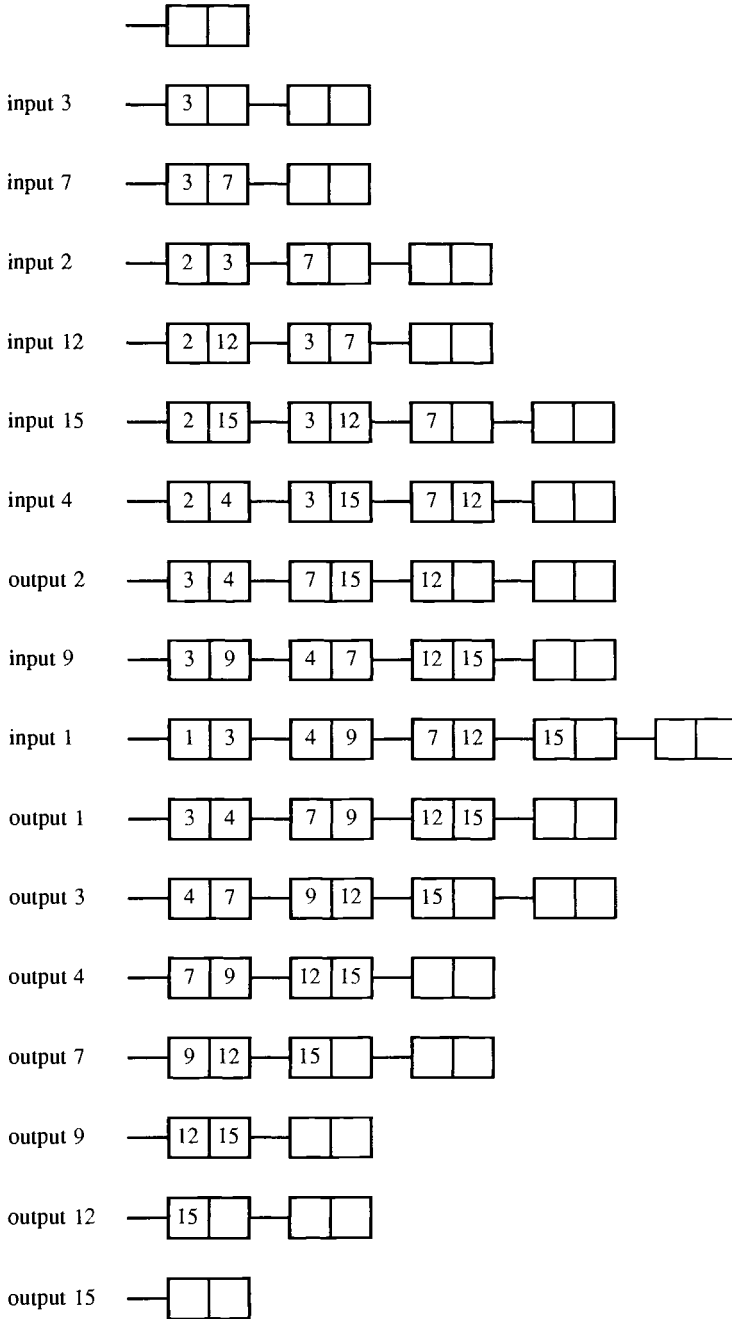 input 3 3
input 7 3 7
input 2 2 3 7
input 12 2 12 3 7
input 15 2 15 3 12 7
input 4 2 4 3 15 7 12
output 2 3 4 7 15 12
input 9 3 9 4 7 12 15
input 1 1 3 4 9 7 12 15
output 1 3 4 7 9 12 15
output 3 4 7 9 12 15
output 4 7 9 12 15
output 7 9 12 15
output 9 12 15
output 12 15
output 15